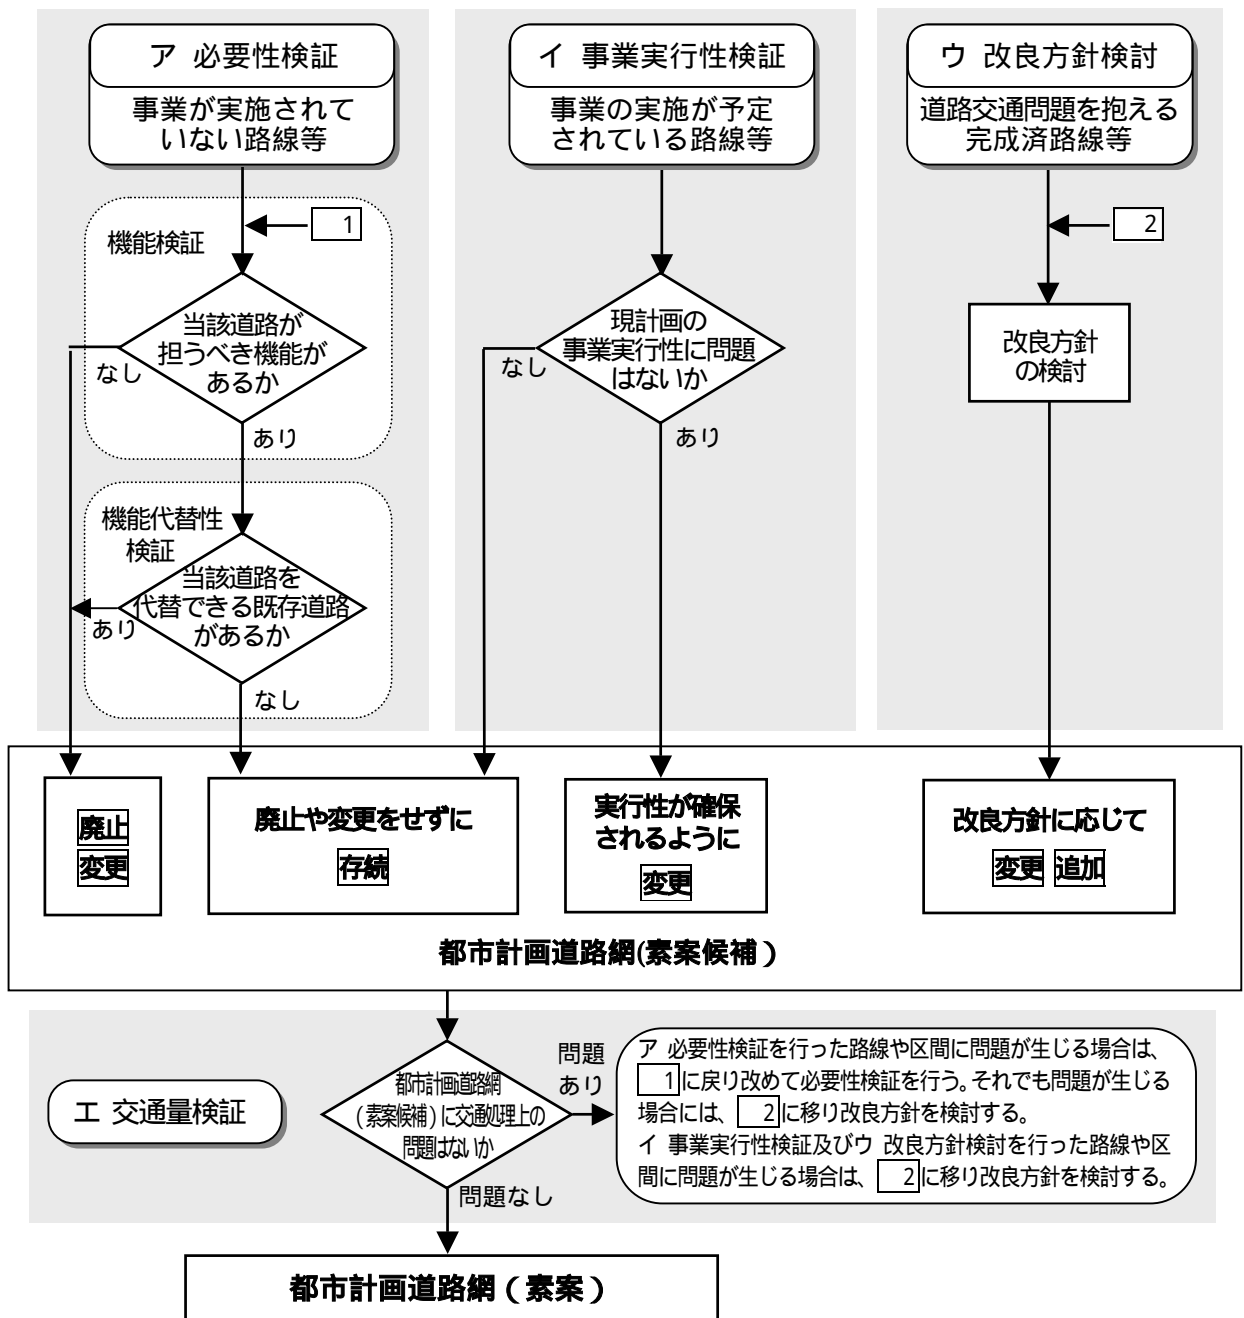 ア 必要性検証
事業が実施されて
いない路線等
1
機能検証
当該道路が
担うべき機能が
あるか
なし
あり
機能代替性
検証
当該道路を
代替できる既存道路
があるか
あり
なし
イ 事業実行性検証
事業の実施が予定
されている路線等
現計画の
事業実行性に問題
はないか
なし
あり
ウ 改良方針検討
道路交通問題を抱える
完成済路線等
2
改良方針
の検討
廃止
変更
廃止や変更をせずに
存続
実行性が確保
されるように
変更
改良方針に応じて
変更 追加
都市計画道路網(素案候補)
エ 交通量検証
都市計画道路網
(素案候補)に交通処理上の
問題はないか
問題
あり
問題なし
ア 必要性検証を行った路線や区間に問題が生じる場合は、
1に戻り改めて必要性検証を行う。それでも問題が生じる
場合には、 2に移り改良方針を検討する。
イ 事業実行性検証及びウ 改良方針検討を行った路線や区
間に問題が生じる場合は、 2に移り改良方針を検討する。
都市計画道路網(素案)